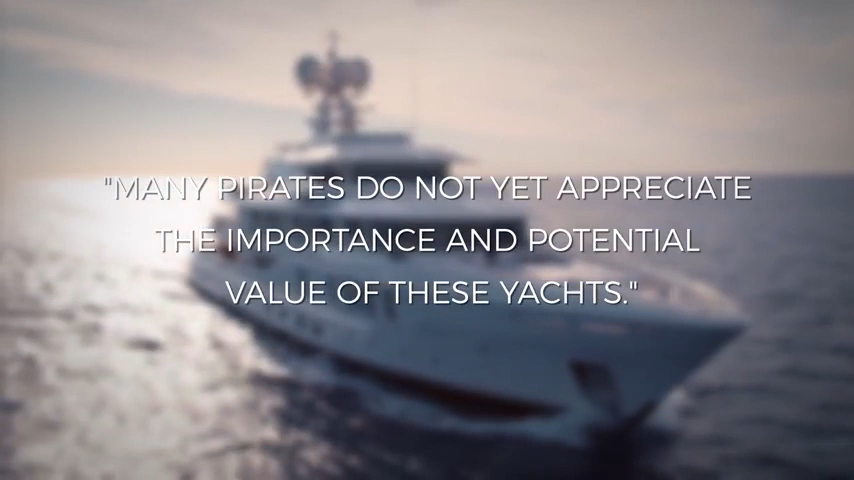 "MANY PIRATES DO NOT YET APPRECIATE
THE IMPORTANCE AND POTENTIAL
VALUE OF THESE YACHTS."